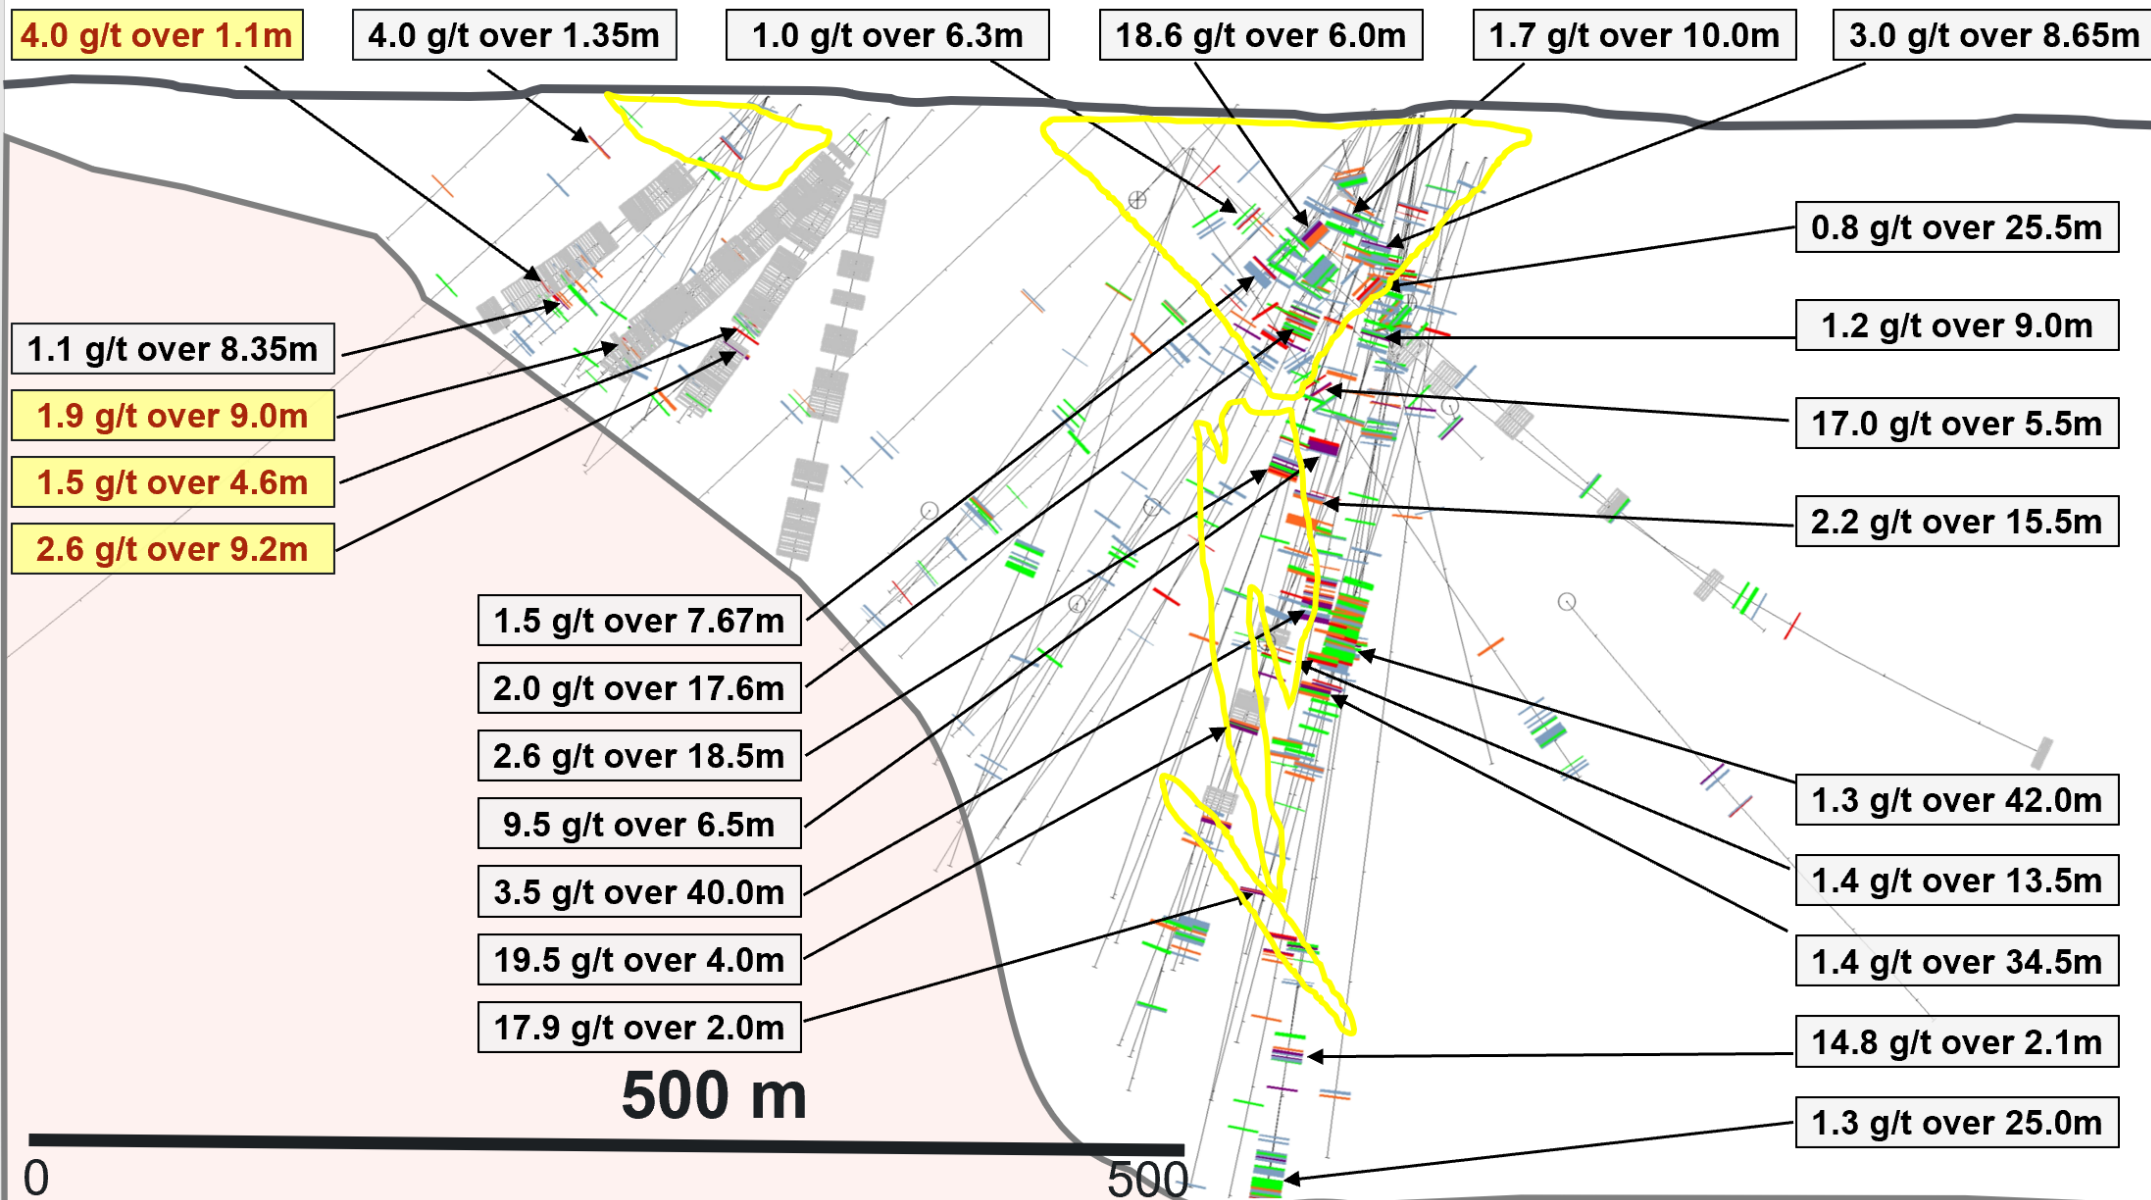 4.0 g/t over 1.1m
4.0 g/t over 1.35m
1.0 g/t over 6.3m
18.6 g/t over 6.0m
1.7 g/t over 10.0m
3.0 g/t over 8.65m
0.8 g/t over 25.5m
1.2 g/t over 9.0m
17.0 g/t over 5.5m
2.2 g/t over 15.5m
1.1 g/t over 8.35m
1.9 g/t over 9.0m
1.5 g/t over 4.6m
2.6 g/t over 9.2m
1.5 g/t over 7.67m
2.0 g/t over 17.6m
2.6 g/t over 18.5m
9.5 g/t over 6.5m
3.5 g/t over 40.0m
19.5 g/t over 4.0m
17.9 g/t over 2.0m
1.3 g/t over 42.0m
1.4 g/t over 13.5m
1.4 g/t over 34.5m
14.8 g/t over 2.1m
1.3 g/t over 25.0m
500 m
0
500